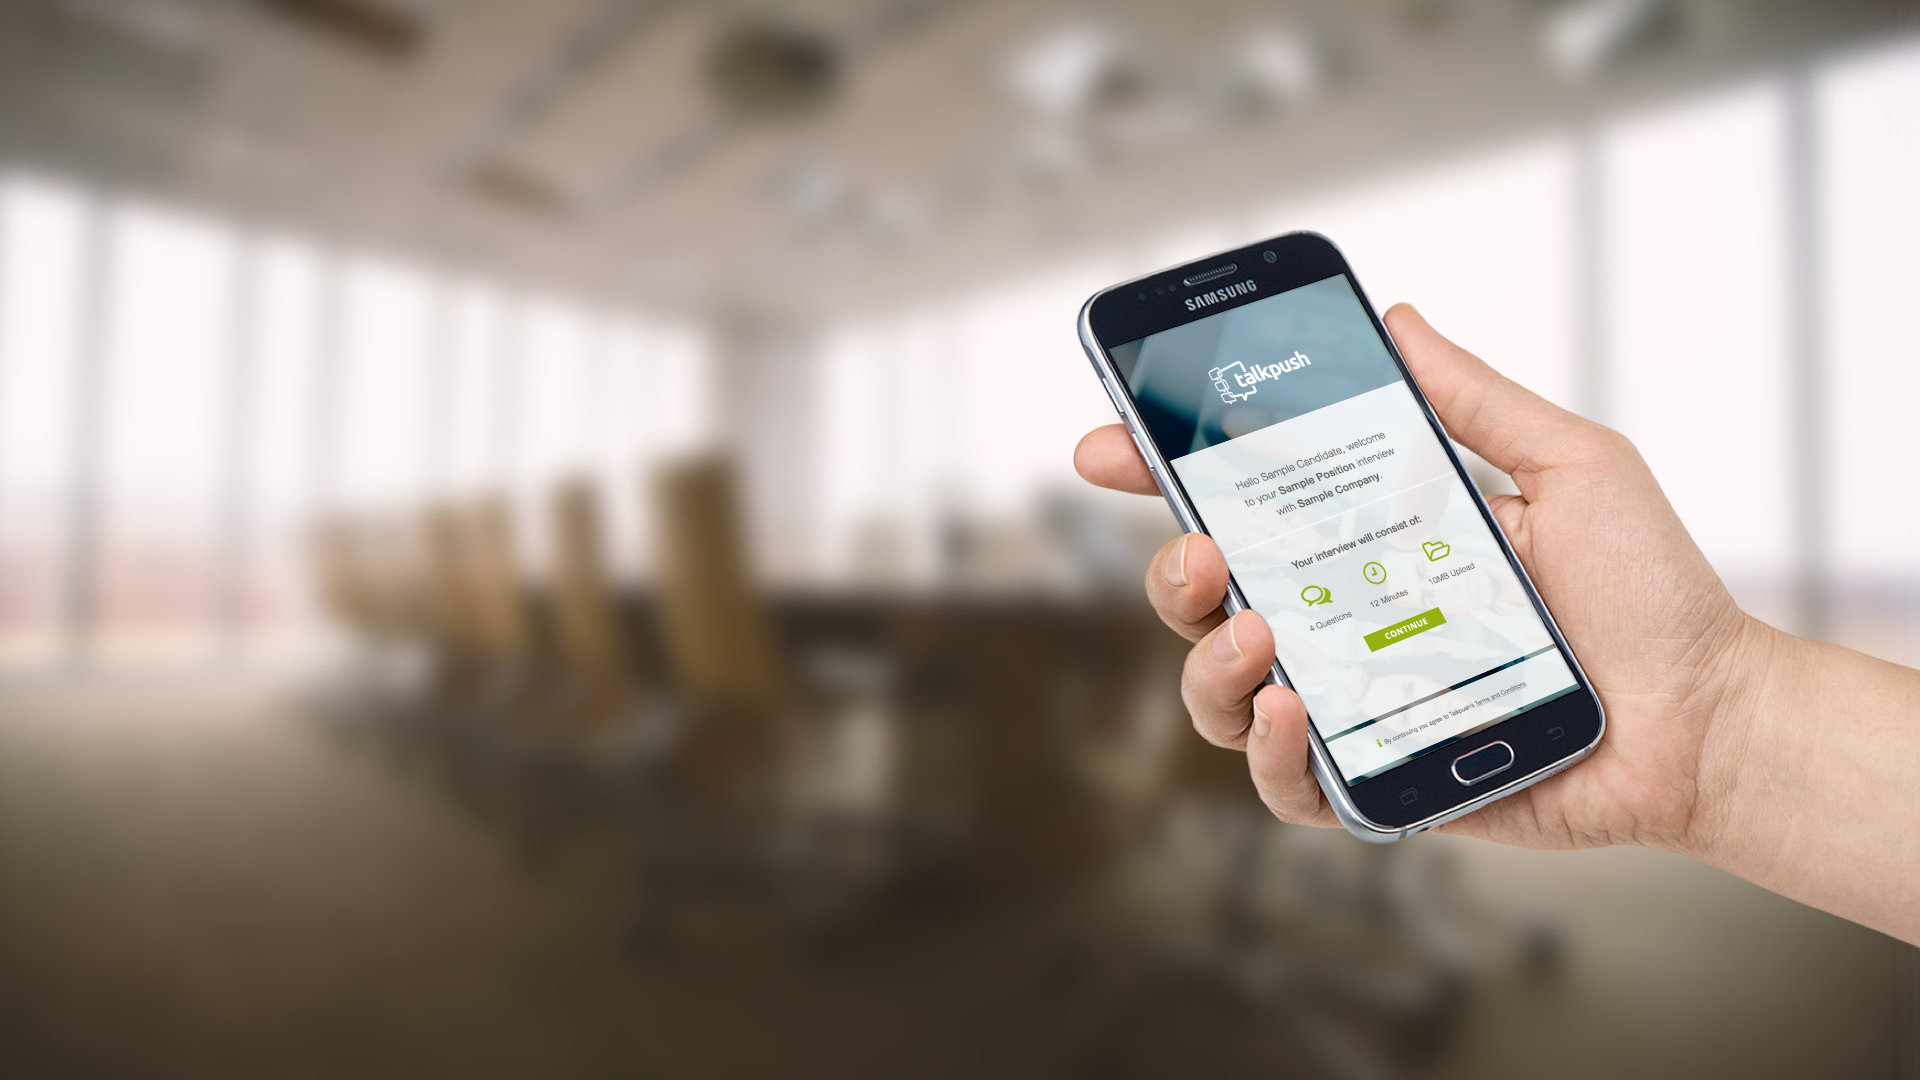 SAMSUNG
talkpush
Hello Sample Candidate, welcome
to your Sample Position interview
with Sample Company.
Your interview will consist of:
4 Questions
12 Minutes
10MB Upload
CONTINUE
i By continuing you agree to Talkpush's Terms and Conditions